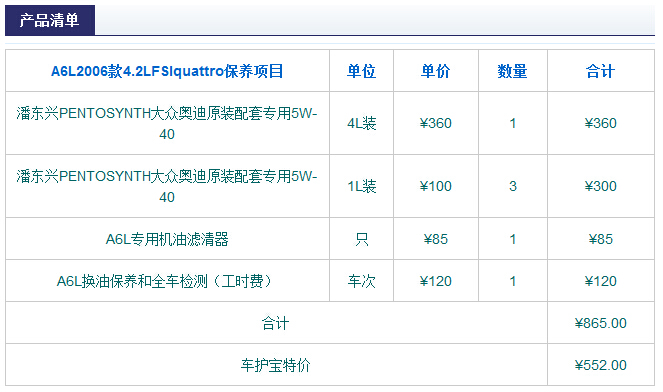 产品清单
A6L2006款4.2LFSIquattro保养项目 单位 单价 数量 合计
潘东兴PENTOSYNTH大众奥迪原装配套专用5W-
40 4L装 ¥360 1 ¥360
潘东兴PENTOSYNTH大众奥迪原装配套专用5W-
40 1L装 ¥100 3 ¥300
A6L专用机油滤清器 只 ¥85 1 ¥85
A6L换油保养和全车检测（工时费） 车次 ¥120 1 ¥120
合计 ¥865.00
车护宝特价 ¥552.00